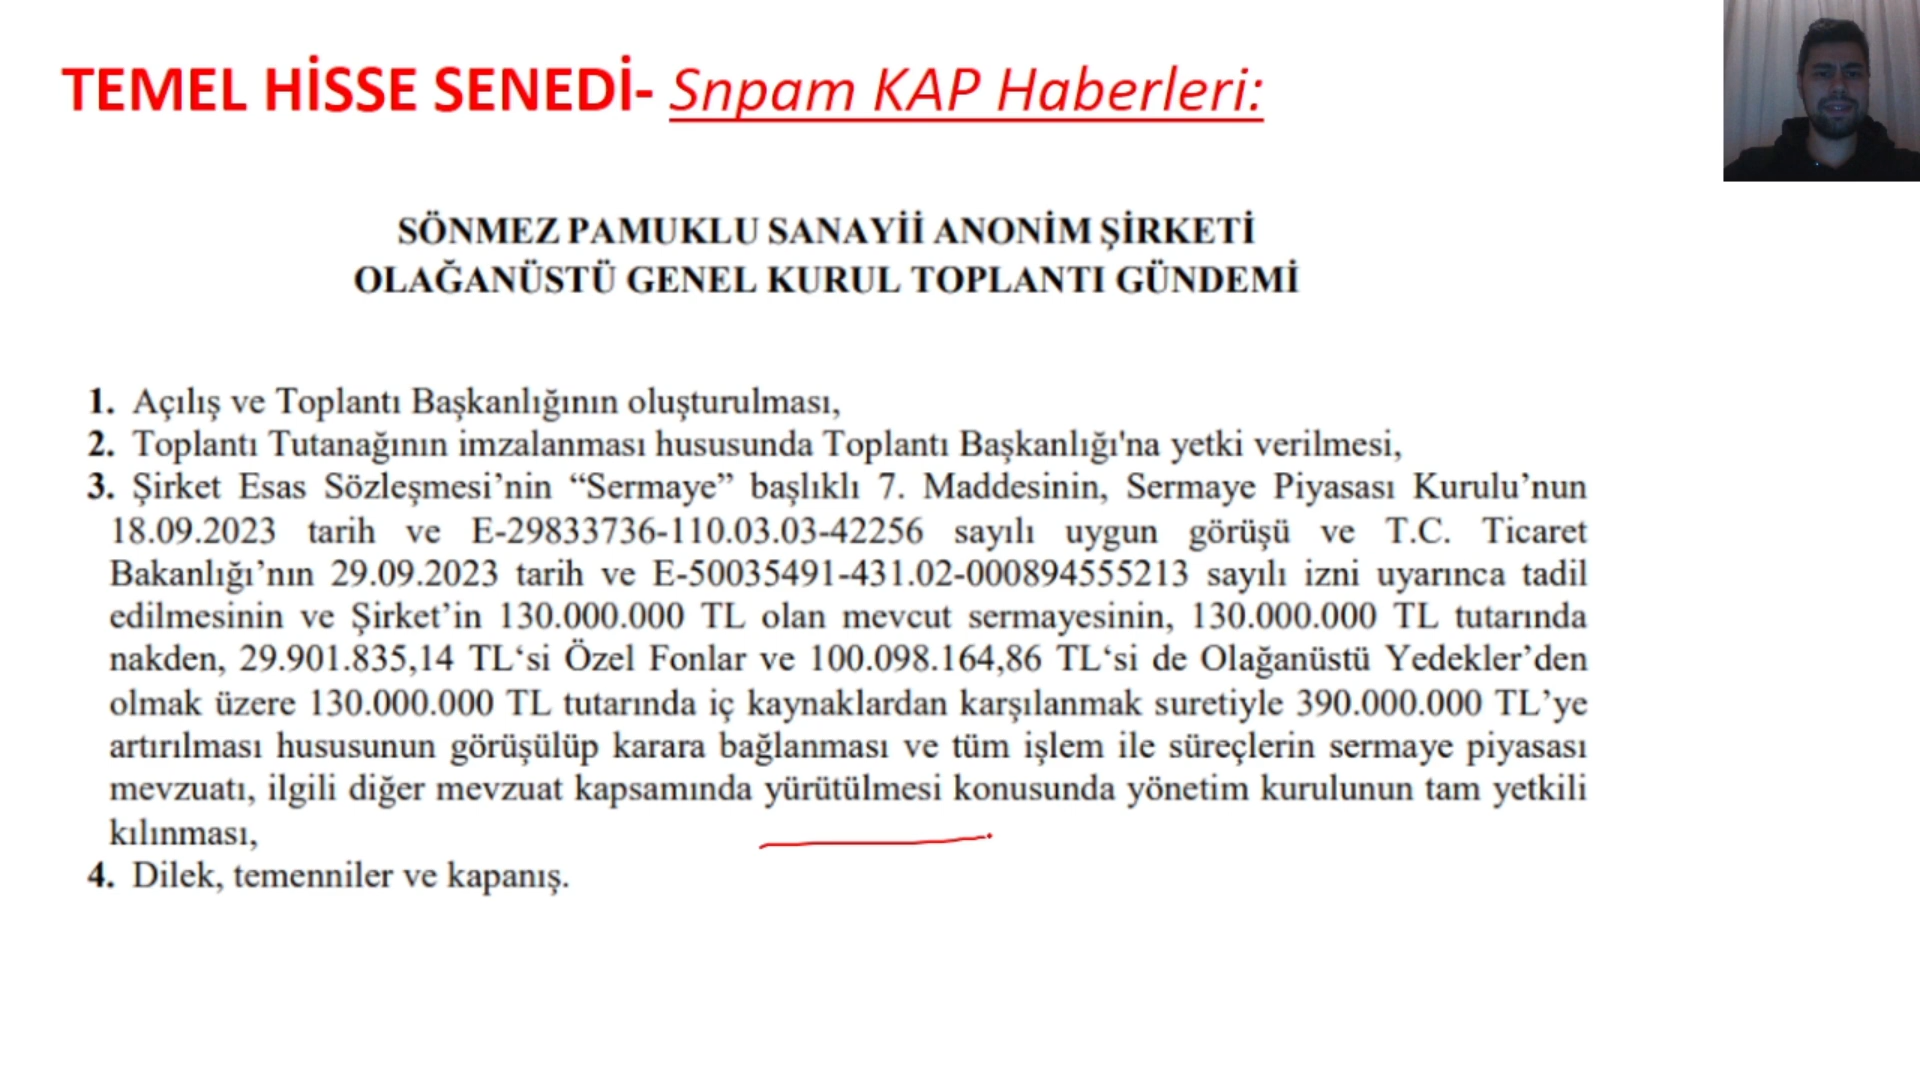 TEMEL HİSSE SENEDİ- Snpam KAP Haberleri:
SÖNMEZ PAMUKLU SANAYİİ ANONİM ŞİRKETİ
OLAĞANÜSTÜ GENEL KURUL TOPLANTI GÜNDEMİ
1. Açılış ve Toplantı Başkanlığının oluşturulması,
2. Toplantı Tutanağının imzalanması hususunda Toplantı Başkanlığı'na yetki verilmesi,
3. Şirket Esas Sözleşmesi’nin “Sermaye” başlıklı 7. Maddesinin, Sermaye Piyasası Kurulu’nun
18.09.2023 tarih ve E-29833736-110.03.03-42256 sayılı uygun görüşü ve T.C. Ticaret
Bakanlığı’nın 29.09.2023 tarih ve E-50035491-431.02-000894555213 sayılı izni uyarınca tadil
edilmesinin ve Şirket’in 130.000.000 TL olan mevcut sermayesinin, 130.000.000 TL tutarında
nakden, 29.901.835,14 TL‘si Özel Fonlar ve 100.098.164,86 TL‘si de Olağanüstü Yedekler’den
olmak üzere 130.000.000 TL tutarında iç kaynaklardan karşılanmak suretiyle 390.000.000 TL’ye
artırılması hususunun görüşülüp karara bağlanması ve tüm işlem ile süreçlerin sermaye piyasası
mevzuatı, ilgili diğer mevzuat kapsamında yürütülmesi konusunda yönetim kurulunun tam yetkili
kılınması,
4. Dilek, temenniler ve kapanış.